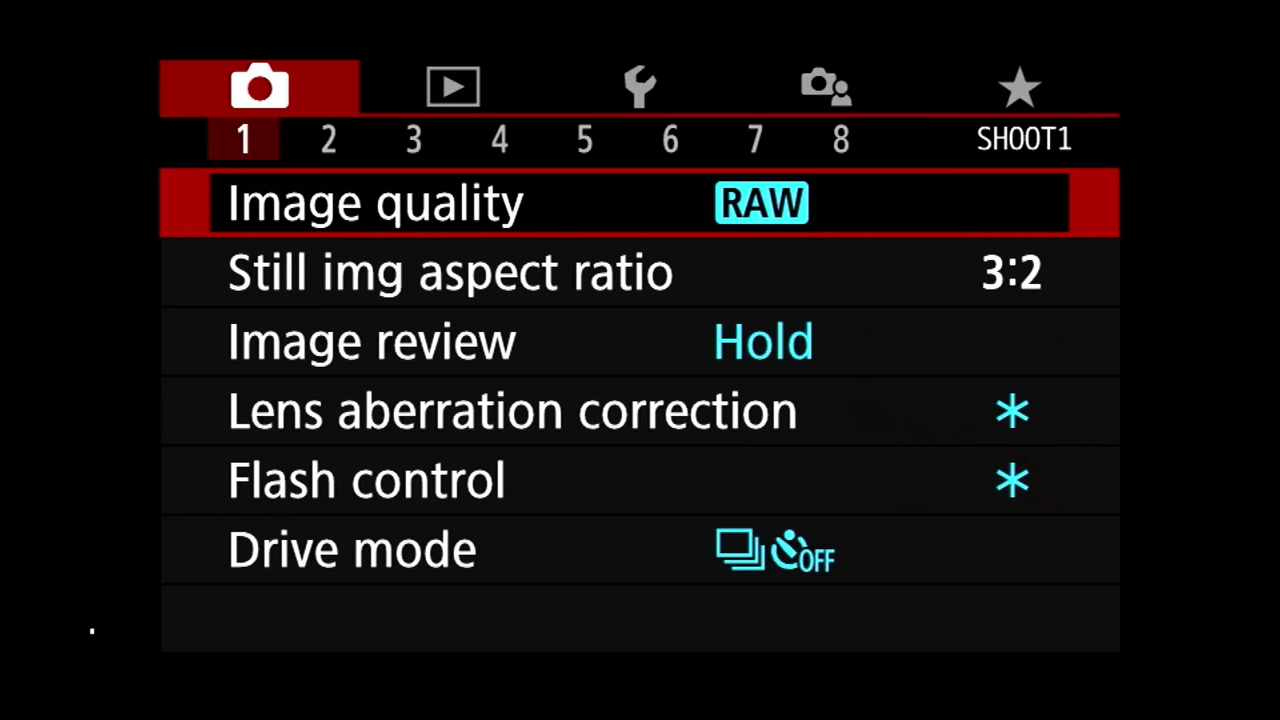 1 2 3 4 5 6 7 8 SHOOT1
Image quality RAW
Still img aspect ratio 3:2
Image review Hold
Lens aberration correction *
Flash control *
Drive mode OFF